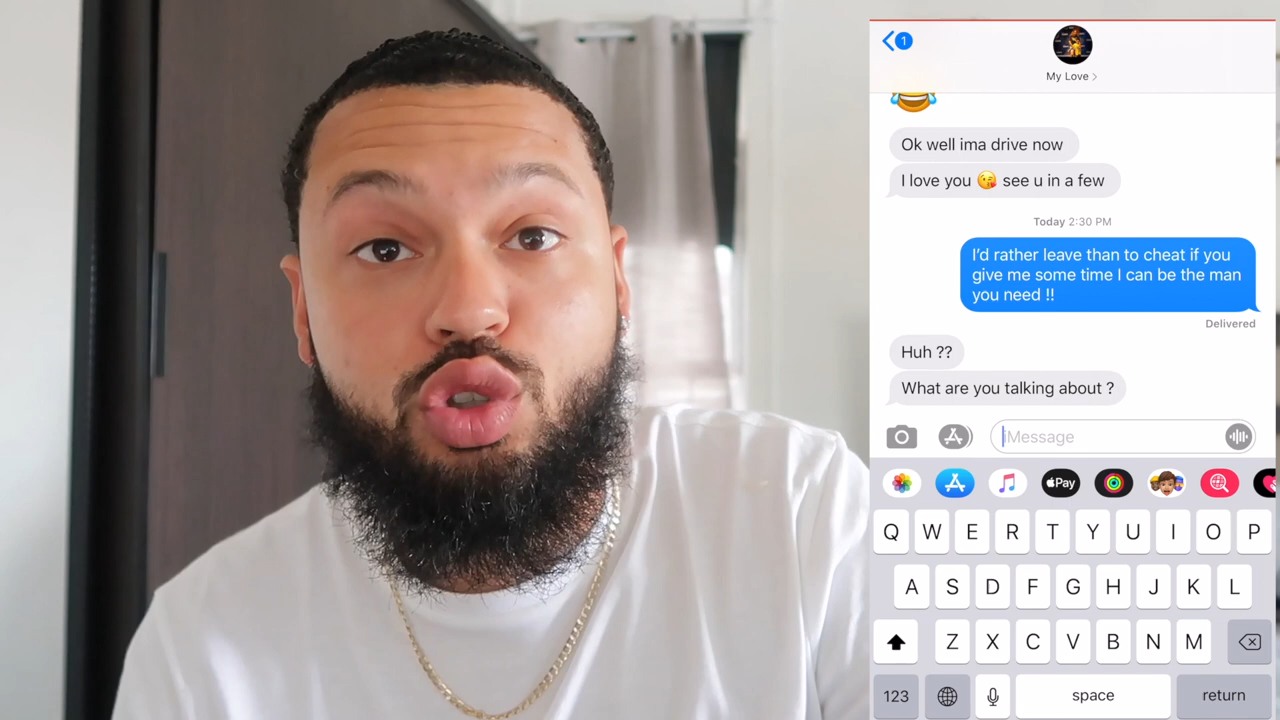 1
My Love >
Ok well ima drive now
I love you 😘 see u in a few
Today 2:30 PM
I'd rather leave than to cheat if you
give me some time I can be the man
you need !!
Delivered
Huh ??
What are you talking about ?
iMessage
Pay
Q W E R T Y U I O P
A S D F G H J K L
Z X C V B N M
123 space return